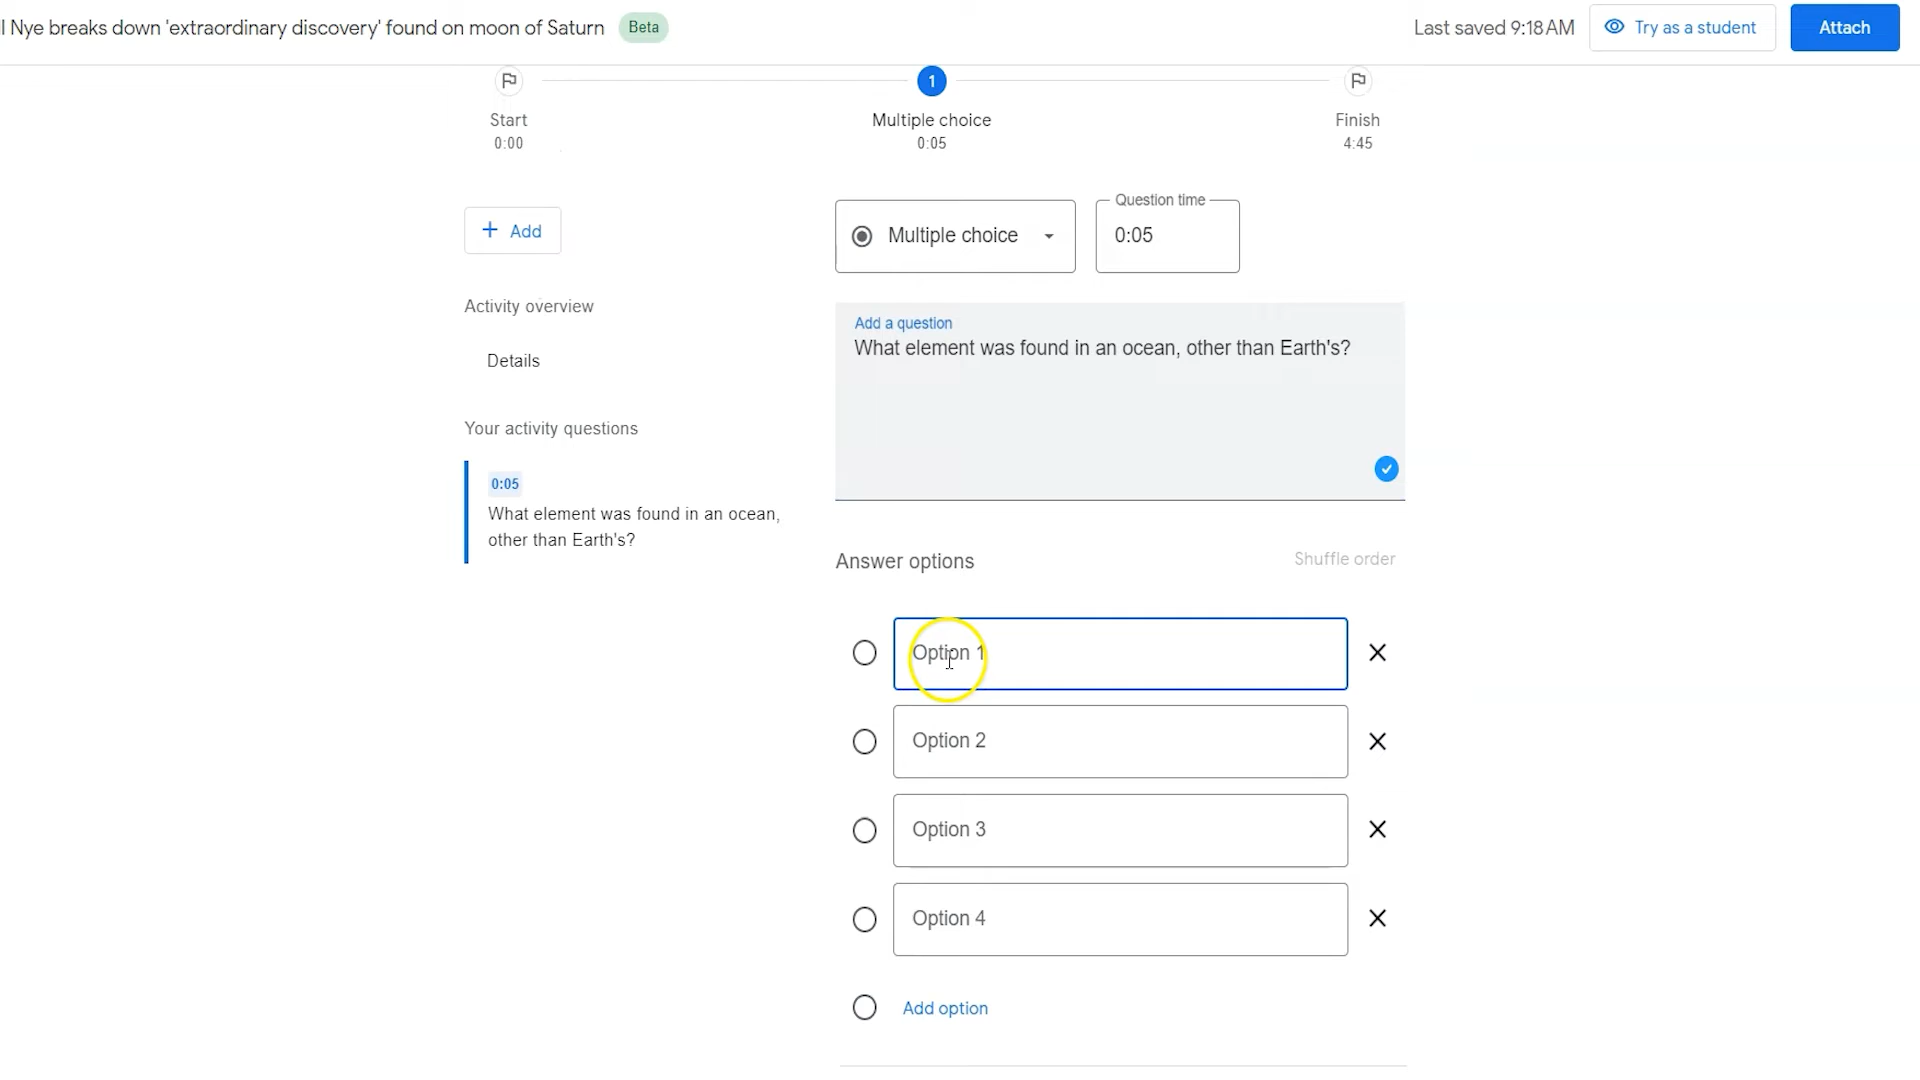 l Nye breaks down 'extraordinary discovery' found on moon of Saturn Beta Last saved 9:18 AM Try as a student Attach
1
Start Multiple choice Finish
0:00 0:05 4:45
Multiple choice
Question time
0:05
+ Add
Activity overview
Details
Your activity questions
0:05
What element was found in an ocean,
other than Earth's?
Add a question
What element was found in an ocean, other than Earth's?
Answer options Shuffle order
Option 1
Option 2
Option 3
Option 4
Add option